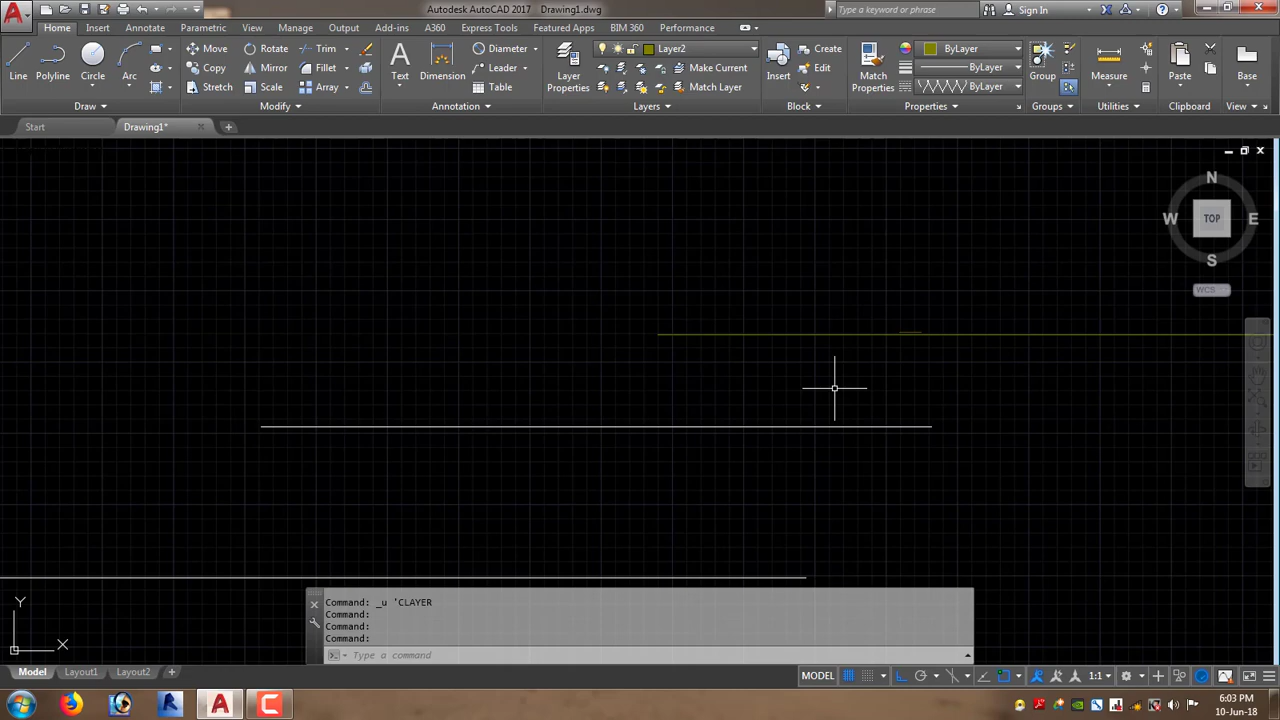 Autodesk AutoCAD 2017 Drawing1.dwg
Type a keyword or phrase
Sign In
Home Insert Annotate Parametric View Manage Output Add-ins A360 Express Tools Featured Apps BIM 360 Performance
Line Polyline Circle Arc
Move Rotate Trim
Copy Mirror Fillet
Stretch Scale Array
Text Dimension
Diameter
Leader
Table
Layer Properties
Layer2
Make Current
Match Layer
Insert
Create
Edit
Match Properties
ByLayer
ByLayer
ByLayer
Group
Measure
Paste
Base
Draw Modify Annotation Layers Block Properties Groups Utilities Clipboard View
Start Drawing1*
N
W TOP E
S
WCS
Command: _u 'CLAYER
Command:
Command:
Command:
Type a command
Y
X
Model Layout1 Layout2
MODEL 1:1
6:03 PM
10-Jun-18